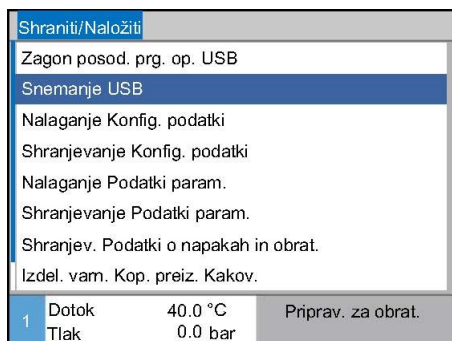 Shraniti/Naložiti
Zagon posod. prg. op. USB
Snemanje USB
Nalaganje Konfig. podatki
Shranjevanje Konfig. podatki
Nalaganje Podatki param.
Shranjevanje Podatki param.
Shranjev. Podatki o napakah in obrat.
Izdel. varn. Kop. preiz. Kakov.
1 Dotok 40.0 °C Priprav. za obrat.
Tlak 0.0 bar